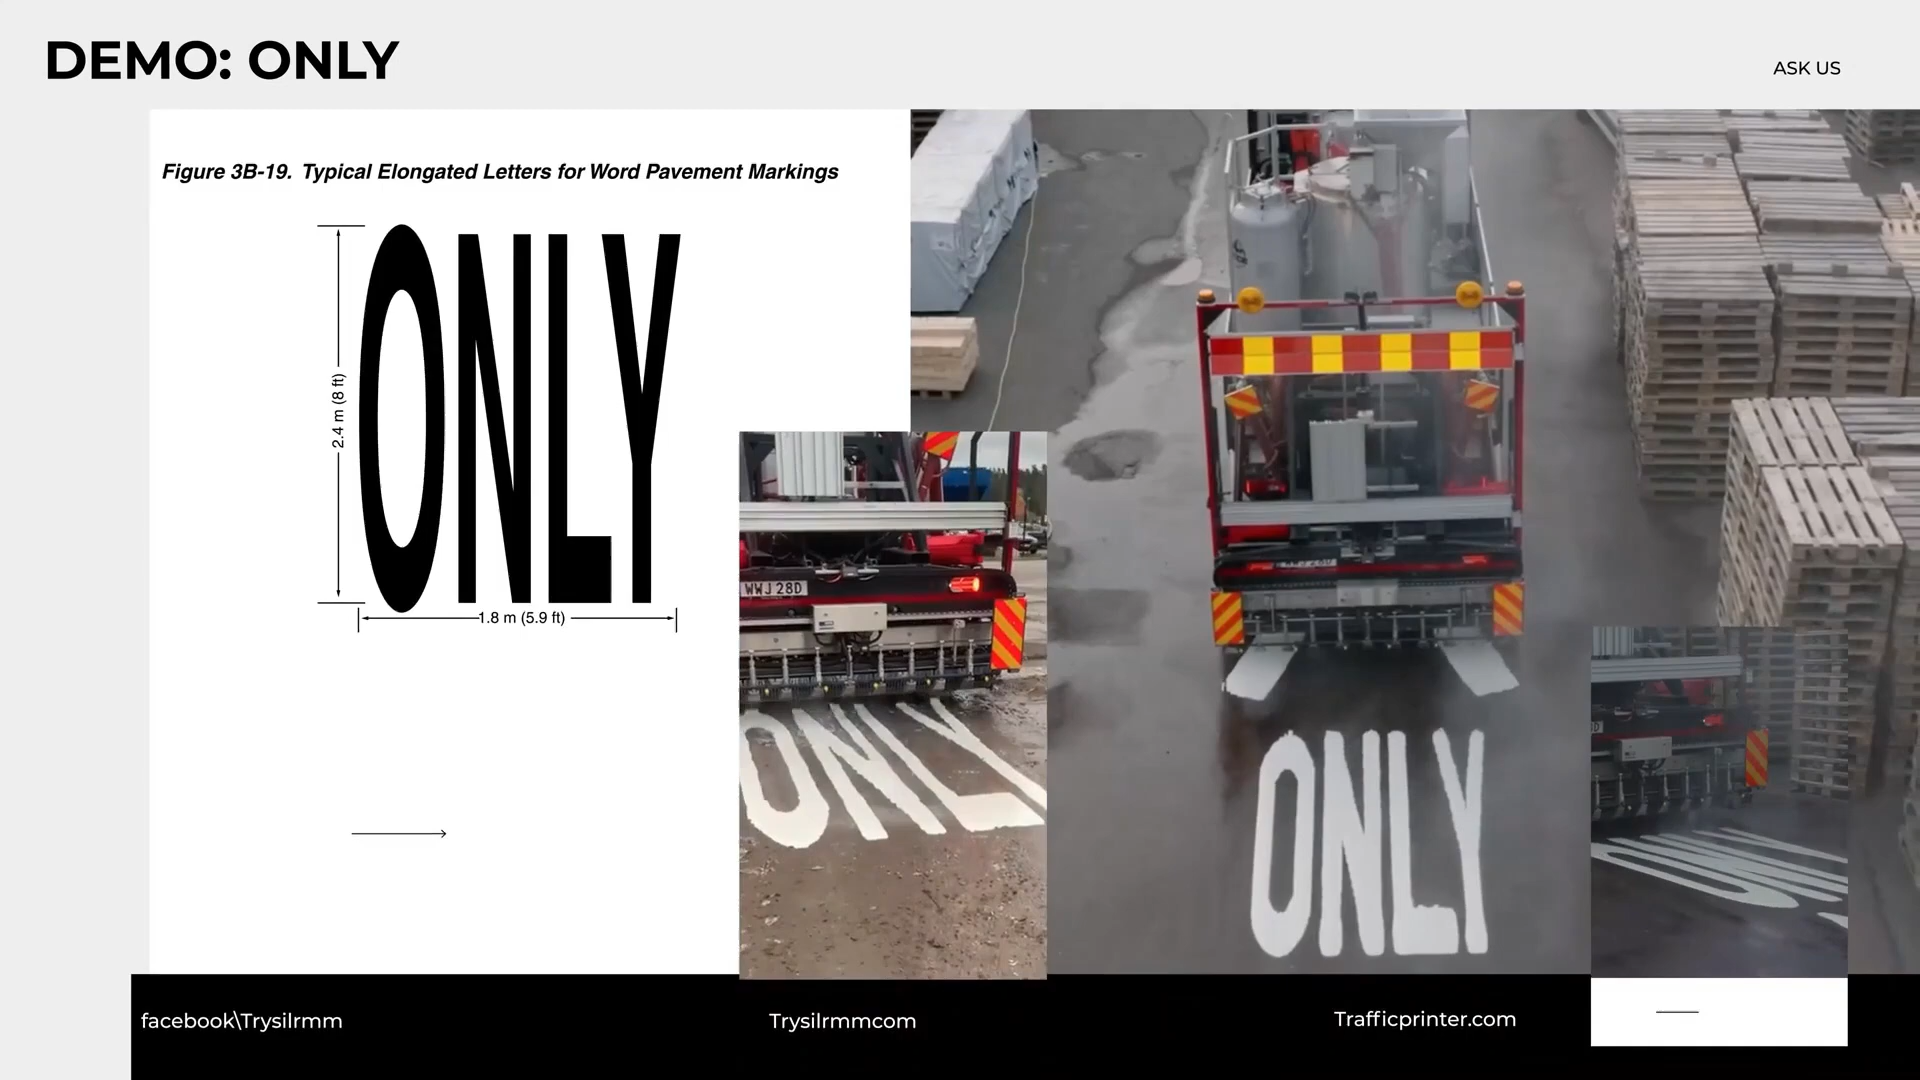 DEMO: ONLY
ASK US
Figure 3B-19. Typical Elongated Letters for Word Pavement Markings
ONLY
2.4 m (8 ft)
1.8 m (5.9 ft)
WWJ 28D
ONLY
ONLY
ONLY
facebook\Trysilrmm
Trysilrmmcom
Trafficprinter.com